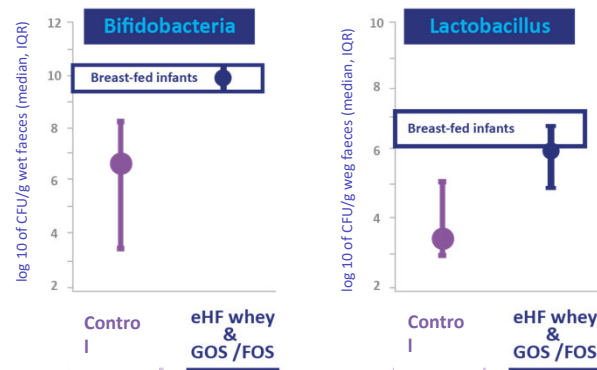 Bifidobacteria
log 10 of CFU/g wet faeces (median, IQR)
12
10
8
6
4
2
Breast-fed infants
Contro
l
eHF whey
&
GOS /FOS
Lactobacillus
log 10 of CFU/g weg faeces (median, IQR)
10
8
6
4
2
Breast-fed infants
Contro
l
eHF whey
&
GOS /FOS